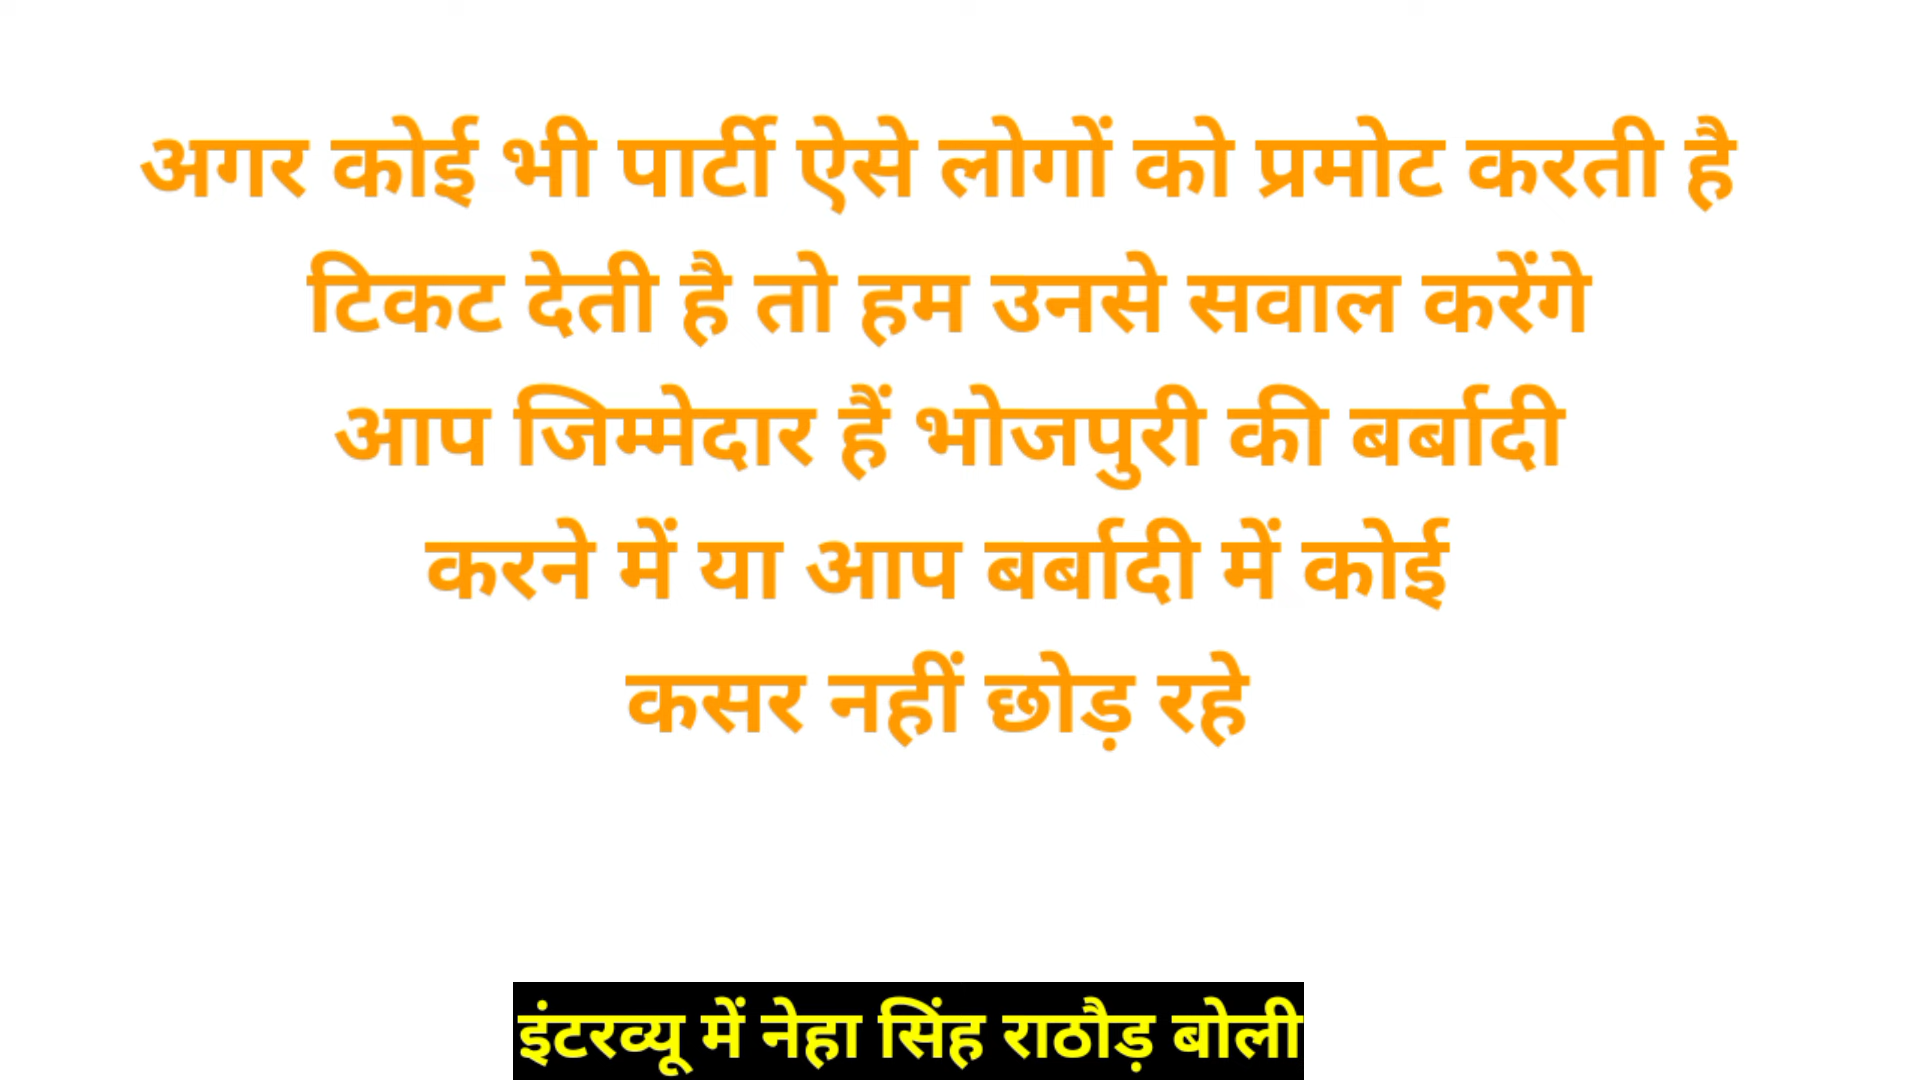 अगर कोई भी पार्टी ऐसे लोगों को प्रमोट करती है
टिकट देती है तो हम उनसे सवाल करेंगे
आप जिम्मेदार हैं भोजपुरी की बर्बादी
करने में या आप बर्बादी में कोई
कसर नहीं छोड़ रहे
इंटरव्यू में नेहा सिंह राठौड़ बोली